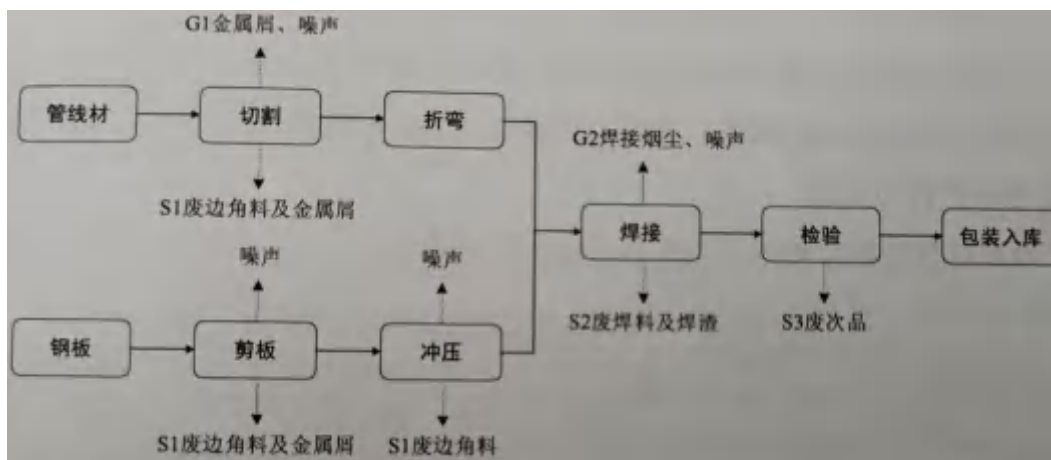 G1金属屑、噪声
管线材
切割
折弯
G2焊接烟尘、噪声
S1废边角料及金属屑
焊接
检验
包装入库
噪声
噪声
S2废焊料及焊渣
S3废次品
钢板
剪板
冲压
S1废边角料及金属屑
S1废边角料